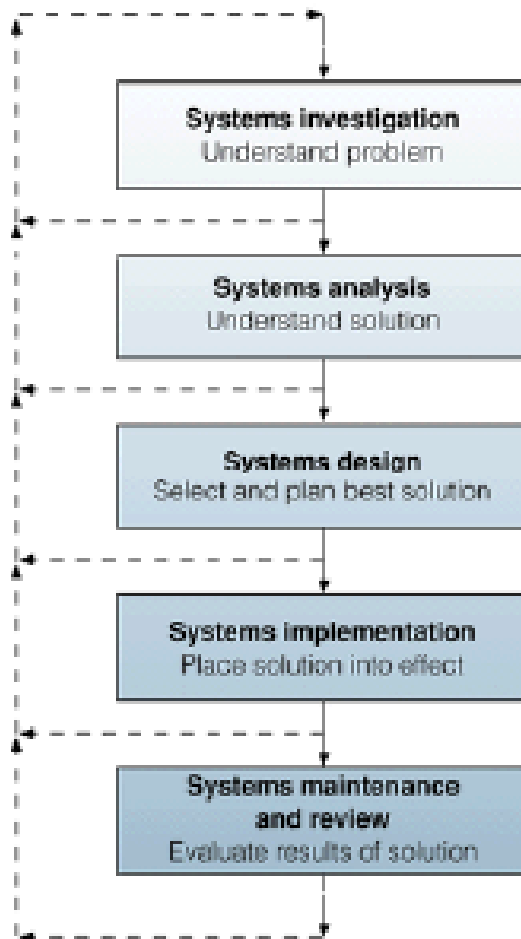 Systems investigation
Understand problem
Systems analysis
Understand solution
Systems design
Select and plan best solution
Systems implementation
Place solution into effect
Systems maintenance
and review
Evaluate results of solution